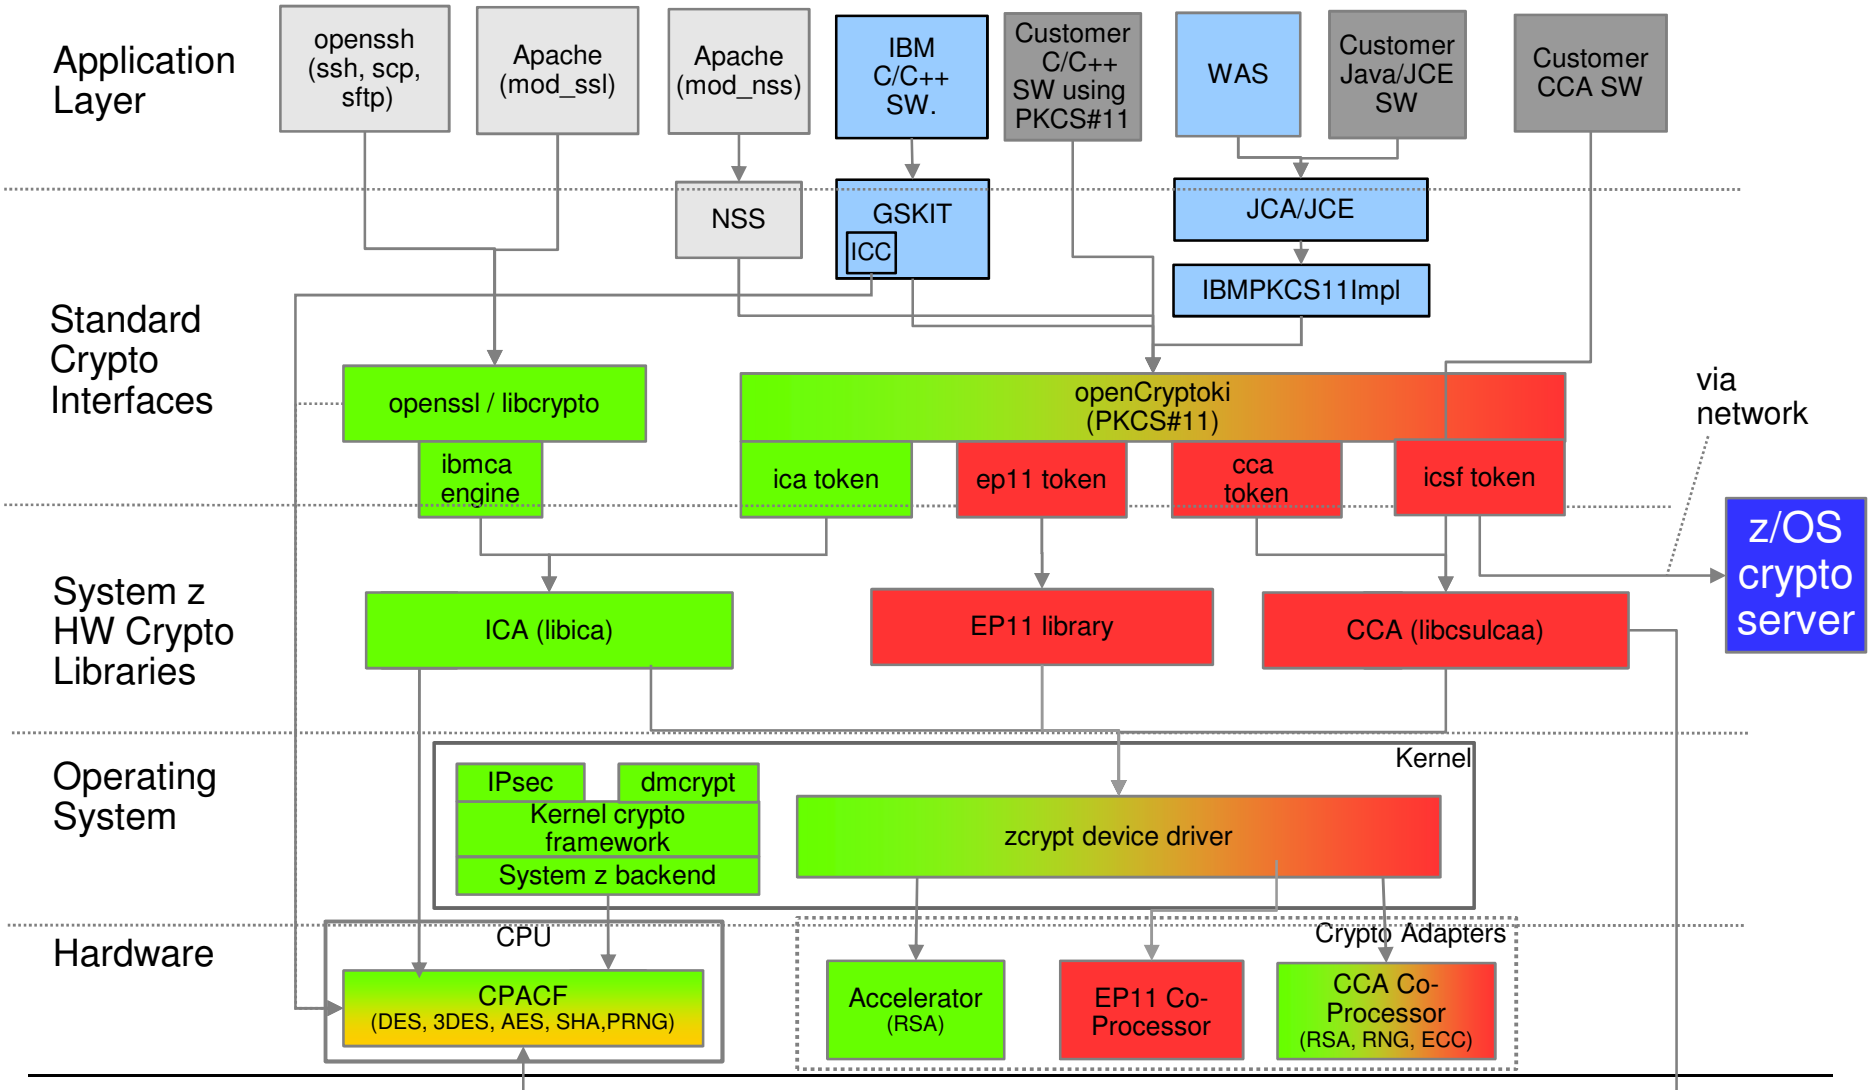 Application
Layer
openssh
(ssh, scp,
sftp)
Apache
(mod_ssl)
Apache
(mod_nss)
IBM
C/C++
SW.
Customer
C/C++
SW using
PKCS#11
WAS
Customer
Java/JCE
SW
Customer
CCA SW
Standard
Crypto
Interfaces
NSS
GSKIT
ICC
JCA/JCE
IBMPKCS11Impl
openssl / libcrypto
openCryptoki
(PKCS#11)
via
network
ibmca
engine
ica token
ep11 token
cca
token
icsf token
z/OS
crypto
server
System z
HW Crypto
Libraries
ICA (libica)
EP11 library
CCA (libcsulcaa)
Operating
System
Kernel
IPsec
dmcrypt
Kernel crypto
framework
System z backend
zcrypt device driver
Hardware
CPU
CPACF
(DES, 3DES, AES, SHA,PRNG)
Crypto Adapters
Accelerator
(RSA)
EP11 Co-
Processor
CCA Co-
Processor
(RSA, RNG, ECC)